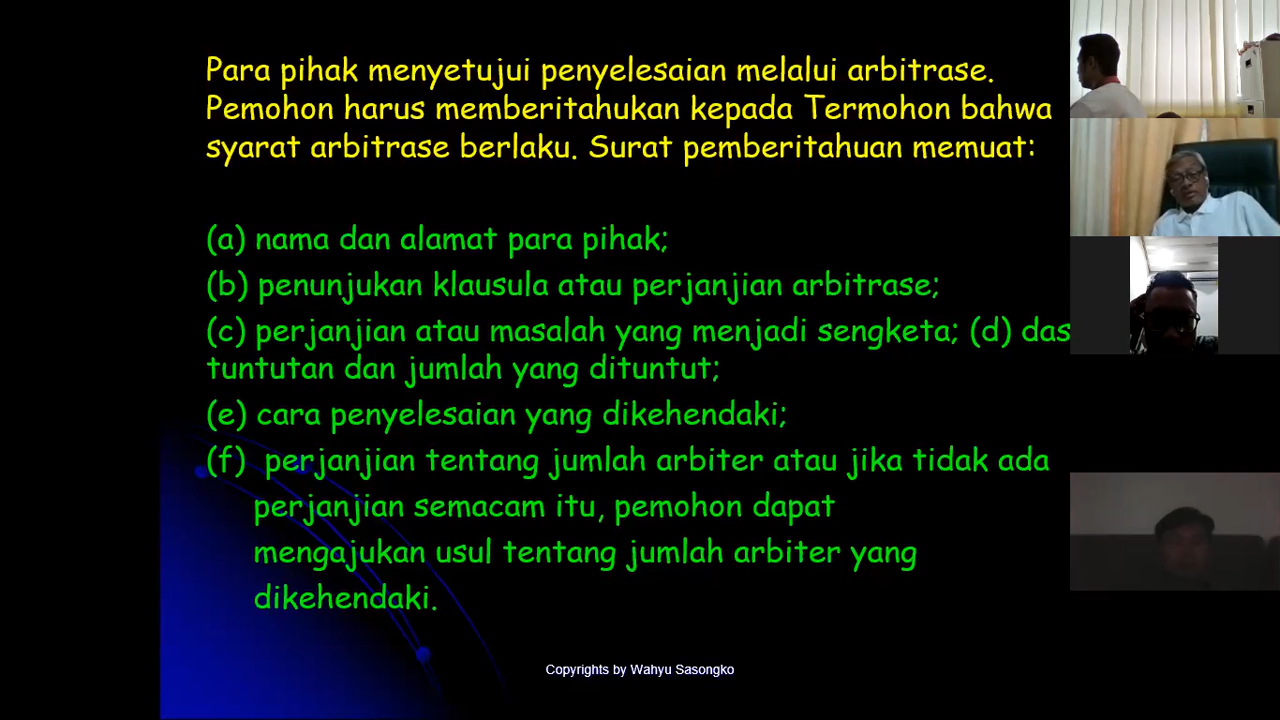 Para pihak menyetujui penyelesaian melalui arbitrase.
Pemohon harus memberitahukan kepada Termohon bahwa
syarat arbitrase berlaku. Surat pemberitahuan memuat:
(a) nama dan alamat para pihak;
(b) penunjukan klausula atau perjanjian arbitrase;
(c) perjanjian atau masalah yang menjadi sengketa; (d) das
tuntutan dan jumlah yang dituntut;
(e) cara penyelesaian yang dikehendaki;
(f) perjanjian tentang jumlah arbiter atau jika tidak ada
perjanjian semacam itu, pemohon dapat
mengajukan usul tentang jumlah arbiter yang
dikehendaki.
Copyrights by Wahyu Sasongko